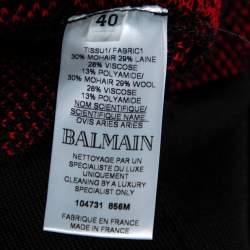 40
TISSU1/ FABRIC1
30% MOHAIR 29% LAINE
28% VISCOSE
13% POLYAMIDE/
30% MOHAIR 29% WOOL
28% VISCOSE
13% POLYAMIDE
NOM SCIENTIFIQUE/
SCIENTIFIC NAME:
OVIS ARIES ARIES
BALMAIN
NETTOYAGE PAR UN
SPECIALISTE DU LUXE
UNIQUEMENT
CLEANING BY A LUXURY
SPECIALIST ONLY
104731 856M
FABRIQUE EN FRANCE
MADE IN FRANCE